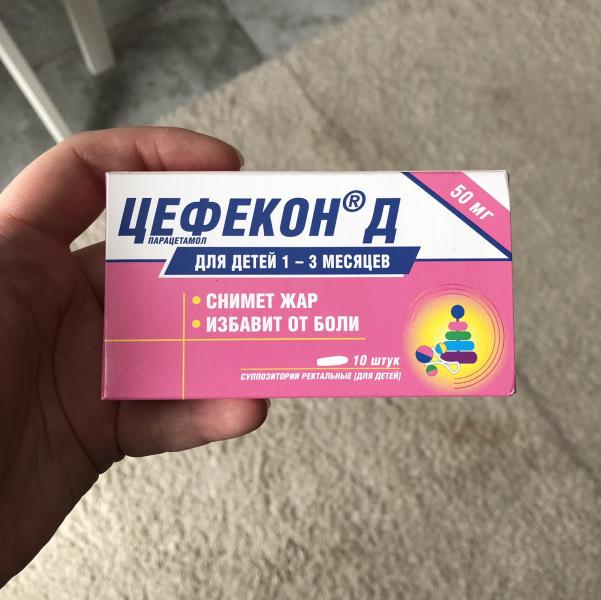 ЦЕФЕКОН® Д
ПАРАЦЕТАМОЛ
50 МГ
ДЛЯ ДЕТЕЙ 1 – 3 МЕСЯЦЕВ
• СНИМЕТ ЖАР
• ИЗБАВИТ ОТ БОЛИ
10 штук
СУППОЗИТОРИИ РЕКТАЛЬНЫЕ (ДЛЯ ДЕТЕЙ)